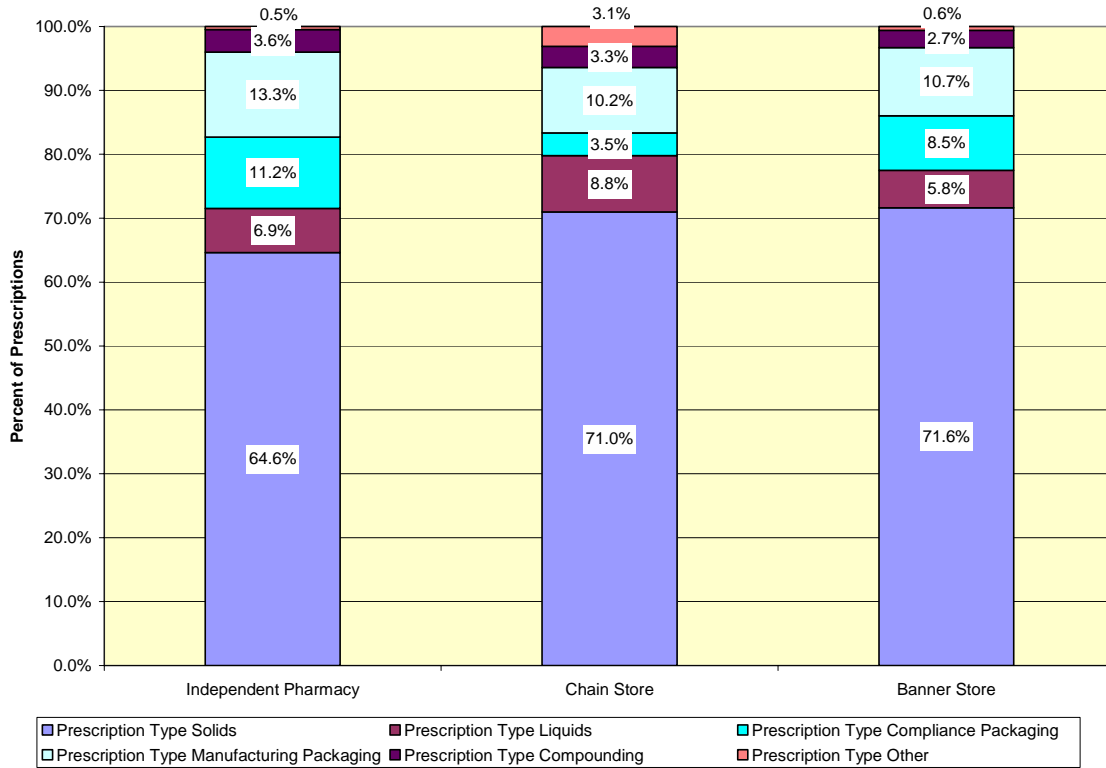 0.5% 3.1% 0.6%
100.0%
3.6% 3.3% 2.7%
90.0%
13.3% 10.2% 10.7%
80.0%
11.2% 3.5% 8.5%
6.9% 8.8% 5.8%
70.0%
60.0%
50.0%
40.0%
64.6% 71.0% 71.6%
30.0%
20.0%
10.0%
0.0%
Percent of Prescriptions
Independent Pharmacy Chain Store Banner Store
Prescription Type Solids Prescription Type Liquids Prescription Type Compliance Packaging
Prescription Type Manufacturing Packaging Prescription Type Compounding Prescription Type Other